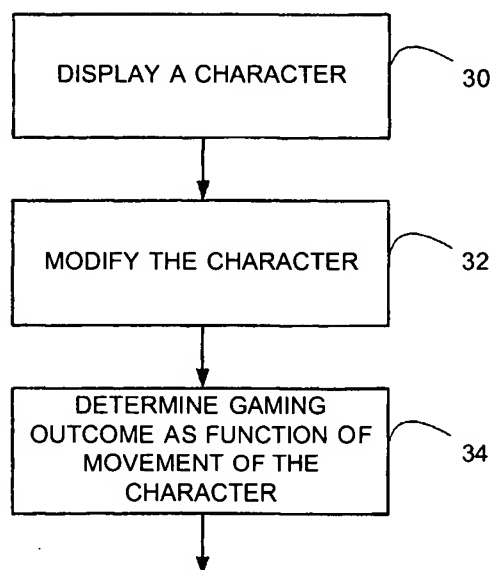 DISPLAY A CHARACTER
30
MODIFY THE CHARACTER
32
DETERMINE GAMING
OUTCOME AS FUNCTION OF
MOVEMENT OF THE
CHARACTER
34